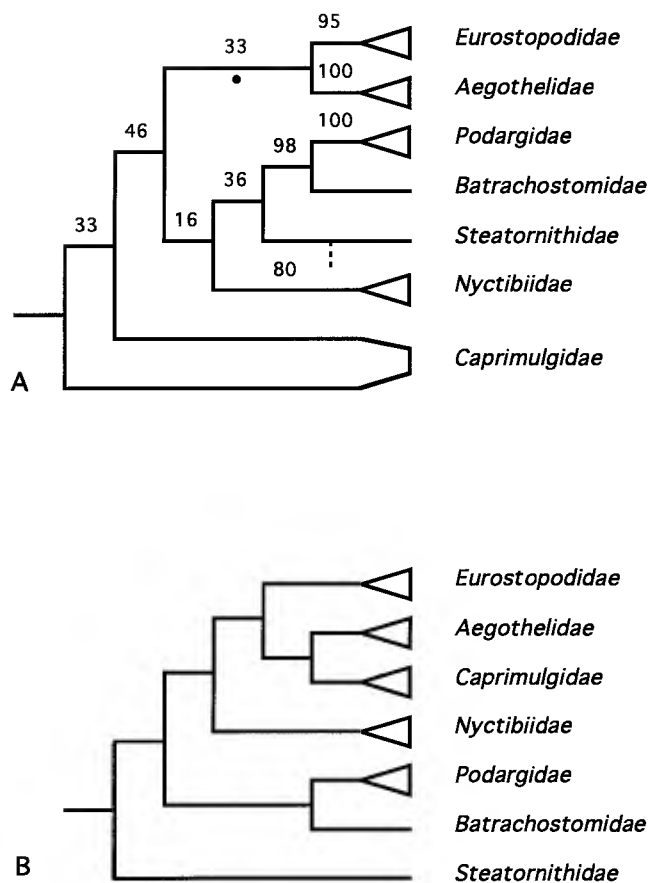 95
33
Eurostopodidae
100
Aegothelidae
100
46
98
Podargidae
36
Batrachostomidae
33
16
Steatornithidae
80
Nyctibiidae
Caprimulgidae
A
Eurostopodidae
Aegothelidae
Caprimulgidae
Nyctibiidae
Podargidae
Batrachostomidae
B
Steatornithidae